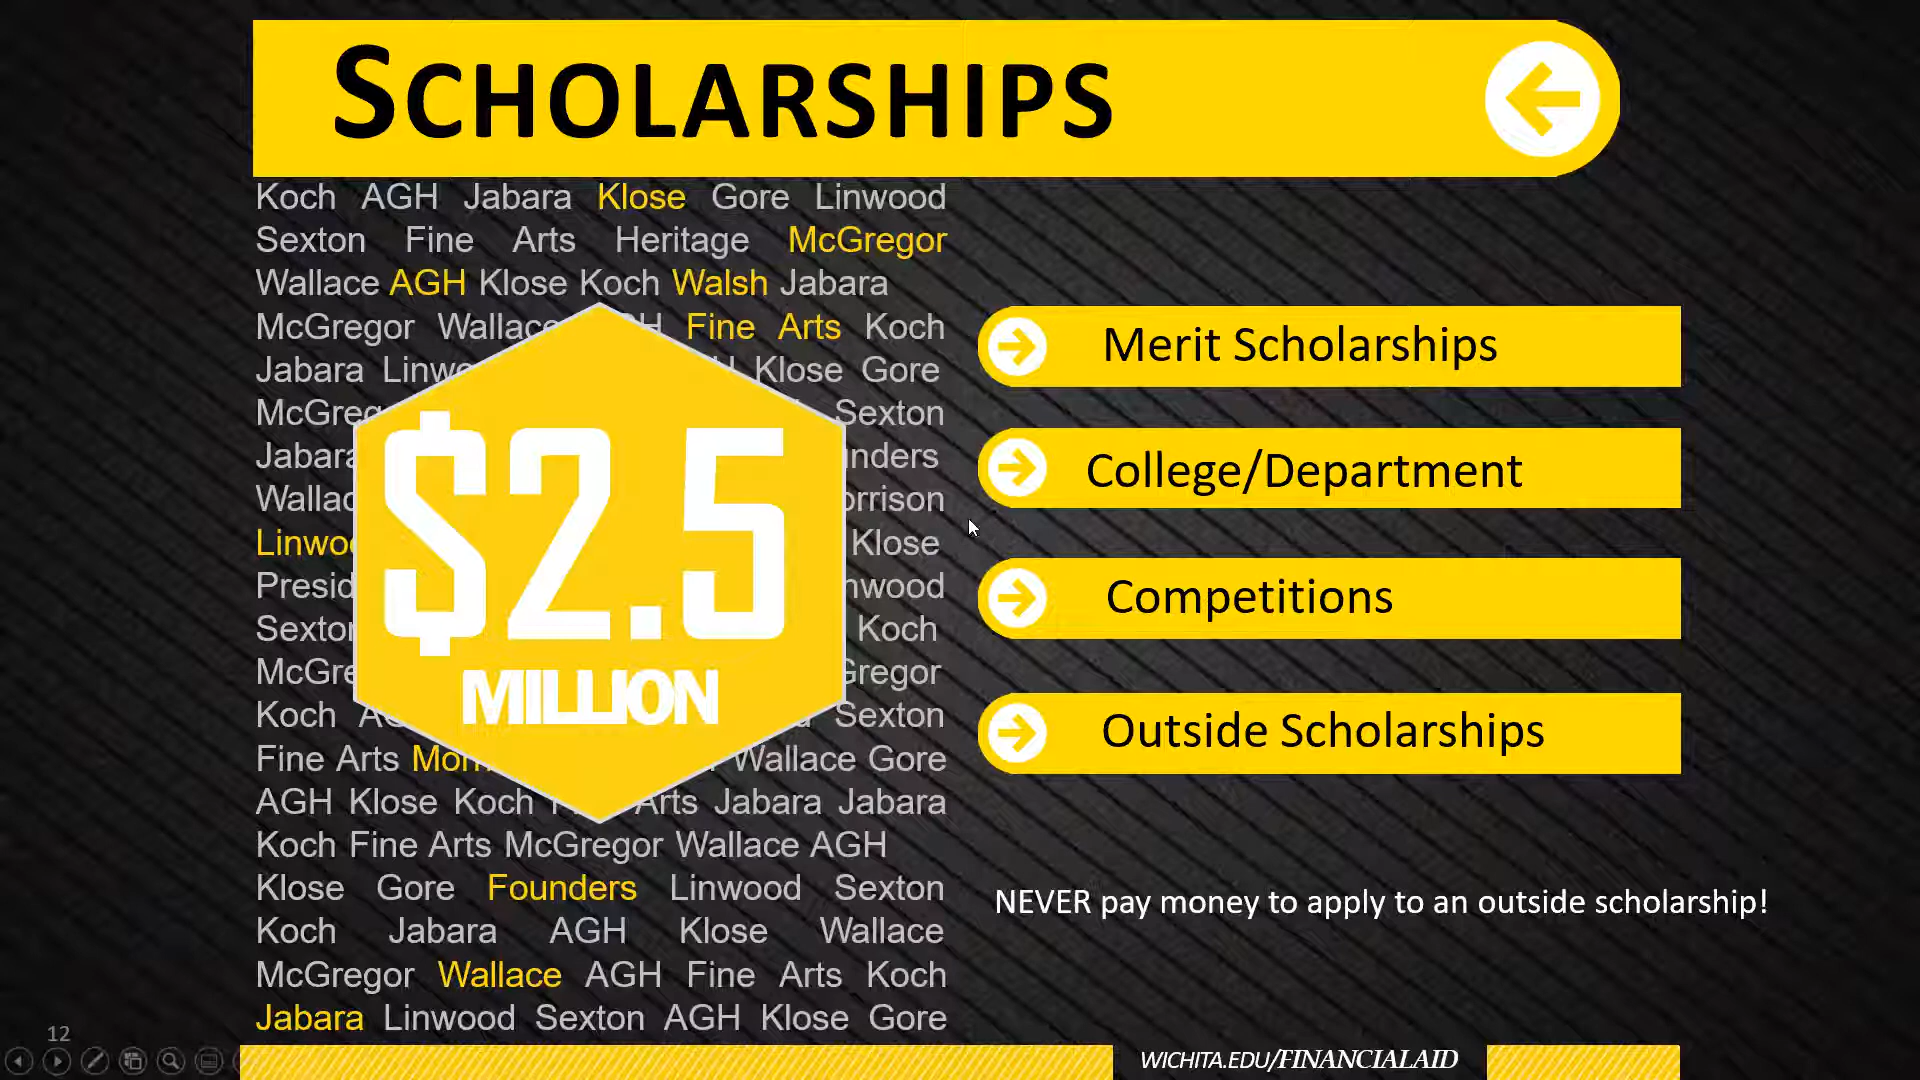 SCHOLARSHIPS
Koch AGH Jabara Klose Gore Linwood
Sexton Fine Arts Heritage McGregor
Wallace AGH Klose Koch Walsh Jabara
McGregor Wallace Fine Arts Koch
Jabara Klose Gore
Sexton
Jabara
Klose
Koch
Koch Sexton
Fine Arts Wallace Gore
AGH Klose Koch Arts Jabara Jabara
Koch Fine Arts McGregor Wallace AGH
Klose Gore Founders Linwood Sexton
Koch Jabara AGH Klose Wallace
McGregor Wallace AGH Fine Arts Koch
Jabara Linwood Sexton AGH Klose Gore
$2.5
MILLION
Merit Scholarships
College/Department
Competitions
Outside Scholarships
NEVER pay money to apply to an outside scholarship!
12
WICHITA.EDU/FINANCIALAID